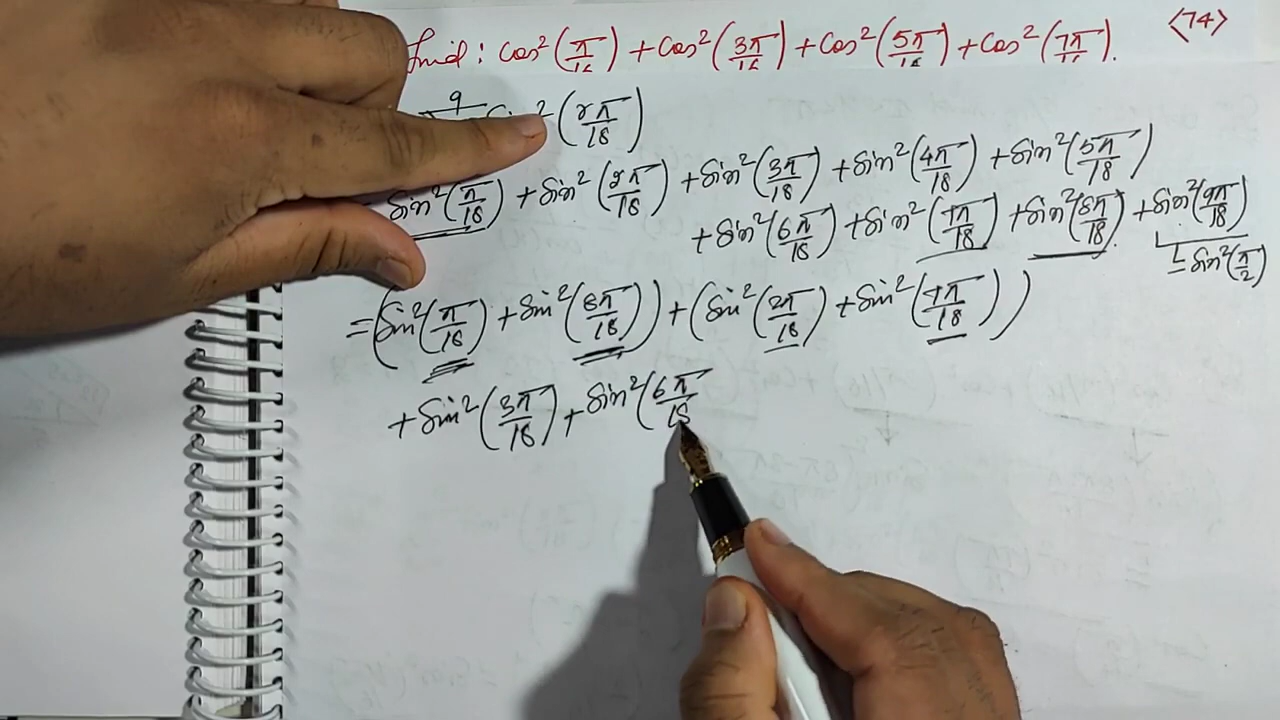 Find : Cos²(π/16) + Cos²(3π/16) + Cos²(5π/16) + Cos²(7π/16). <74>
9 ²(rπ/18)
Sin²(π/18) + Sin²(2π/18) + Sin²(3π/18) + Sin²(4π/18) + Sin²(5π/18)
+ Sin²(6π/18) + Sin²(7π/18) + Sin²(8π/18) + Sin²(9π/18)
= Sin²(π/2)
= (Sin²(π/18) + Sin²(8π/18)) + (Sin²(2π/18) + Sin²(7π/18))
+ Sin²(3π/18) + Sin²(6π/18